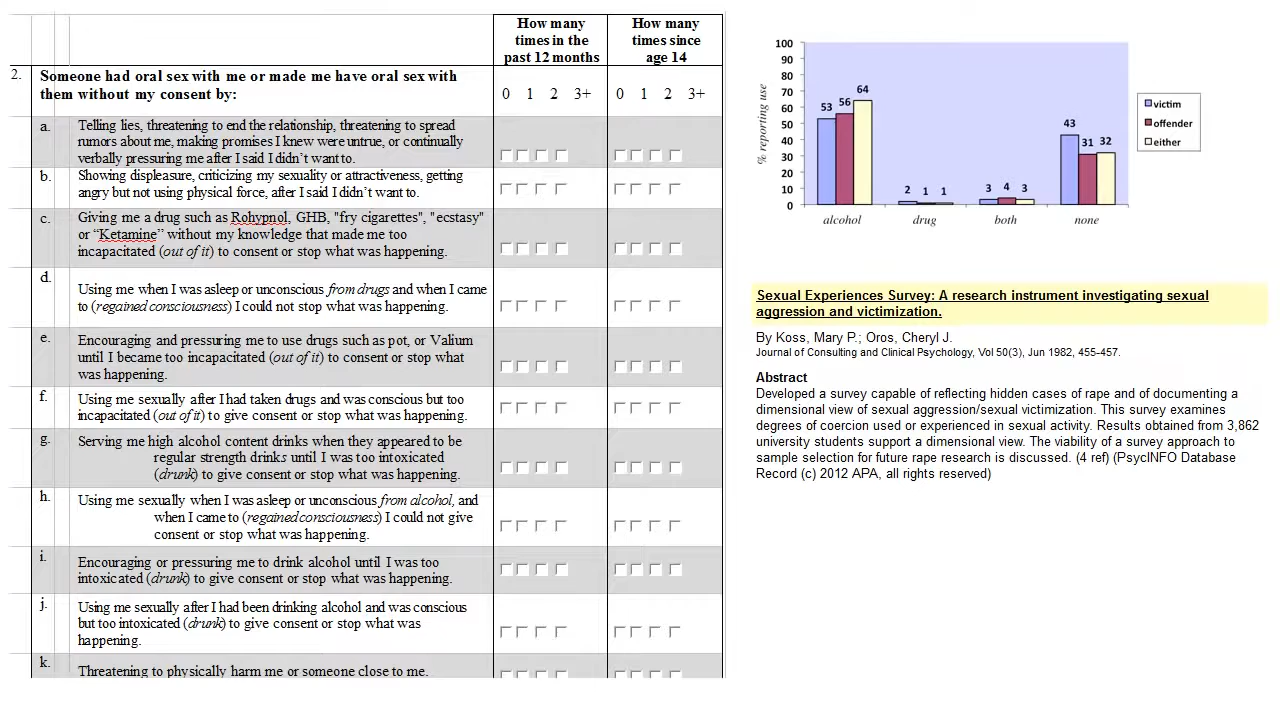 How many
times in the
past 12 months
How many
times since
age 14
2. Someone had oral sex with me or made me have oral sex with
them without my consent by:
0 1 2 3+ 0 1 2 3+
a. Telling lies, threatening to end the relationship, threatening to spread
rumors about me, making promises I knew were untrue, or continually
verbally pressuring me after I said I didn't want to.
b. Showing displeasure, criticizing my sexuality or attractiveness, getting
angry but not using physical force, after I said I didn't want to.
c. Giving me a drug such as Rohypnol, GHB, "fry cigarettes", "ecstasy"
or “Ketamine” without my knowledge that made me too
incapacitated (out of it) to consent or stop what was happening.
d. Using me when I was asleep or unconscious from drugs and when I came
to (regained consciousness) I could not stop what was happening.
e. Encouraging and pressuring me to use drugs such as pot, or Valium
until I became too incapacitated (out of it) to consent or stop what
was happening.
f. Using me sexually after I had taken drugs and was conscious but too
incapacitated (out of it) to give consent or stop what was happening.
g. Serving me high alcohol content drinks when they appeared to be
regular strength drinks until I was too intoxicated
(drunk) to give consent or stop what was happening.
h. Using me sexually when I was asleep or unconscious from alcohol, and
when I came to (regained consciousness) I could not give
consent or stop what was happening.
i. Encouraging or pressuring me to drink alcohol until I was too
intoxicated (drunk) to give consent or stop what was happening.
j. Using me sexually after I had been drinking alcohol and was conscious
but too intoxicated (drunk) to give consent or stop what was
happening.
k. Threatening to physically harm me or someone close to me.
% reporting use
100
90
80
70
60
50
40
30
20
10
0
53 56 64
2 1 1
3 4 3
43 31 32
alcohol drug both none
victim
offender
either
Sexual Experiences Survey: A research instrument investigating sexual
aggression and victimization.
By Koss, Mary P.; Oros, Cheryl J.
Journal of Consulting and Clinical Psychology, Vol 50(3), Jun 1982, 455-457.
Abstract
Developed a survey capable of reflecting hidden cases of rape and of documenting a
dimensional view of sexual aggression/sexual victimization. This survey examines
degrees of coercion used or experienced in sexual activity. Results obtained from 3,862
university students support a dimensional view. The viability of a survey approach to
sample selection for future rape research is discussed. (4 ref) (PsycINFO Database
Record (c) 2012 APA, all rights reserved)